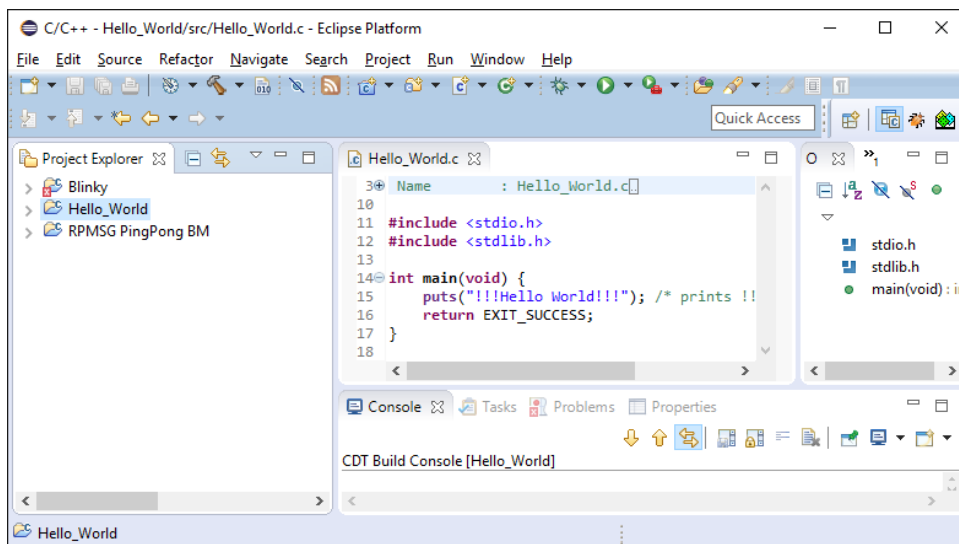 C/C++ - Hello_World/src/Hello_World.c - Eclipse Platform
File Edit Source Refactor Navigate Search Project Run Window Help
010
Quick Access
Project Explorer
Blinky
Hello_World
RPMSG PingPong BM
Hello_World.c
3 Name : Hello_World.c
10
11 #include <stdio.h>
12 #include <stdlib.h>
13
14 int main(void) {
15 puts("!!!Hello World!!!"); /* prints !!
16 return EXIT_SUCCESS;
17 }
18
O »1
stdio.h
stdlib.h
main(void) : i
Console Tasks Problems Properties
CDT Build Console [Hello_World]
Hello_World